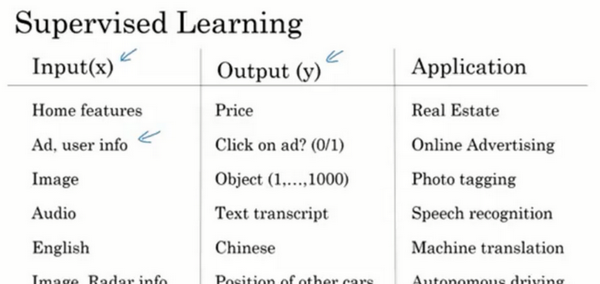 Supervised Learning
Input(x) Output (y) Application
Home features Price Real Estate
Ad, user info Click on ad? (0/1) Online Advertising
Image Object (1,...,1000) Photo tagging
Audio Text transcript Speech recognition
English Chinese Machine translation
Image, Radar info Position of other cars Autonomous driving